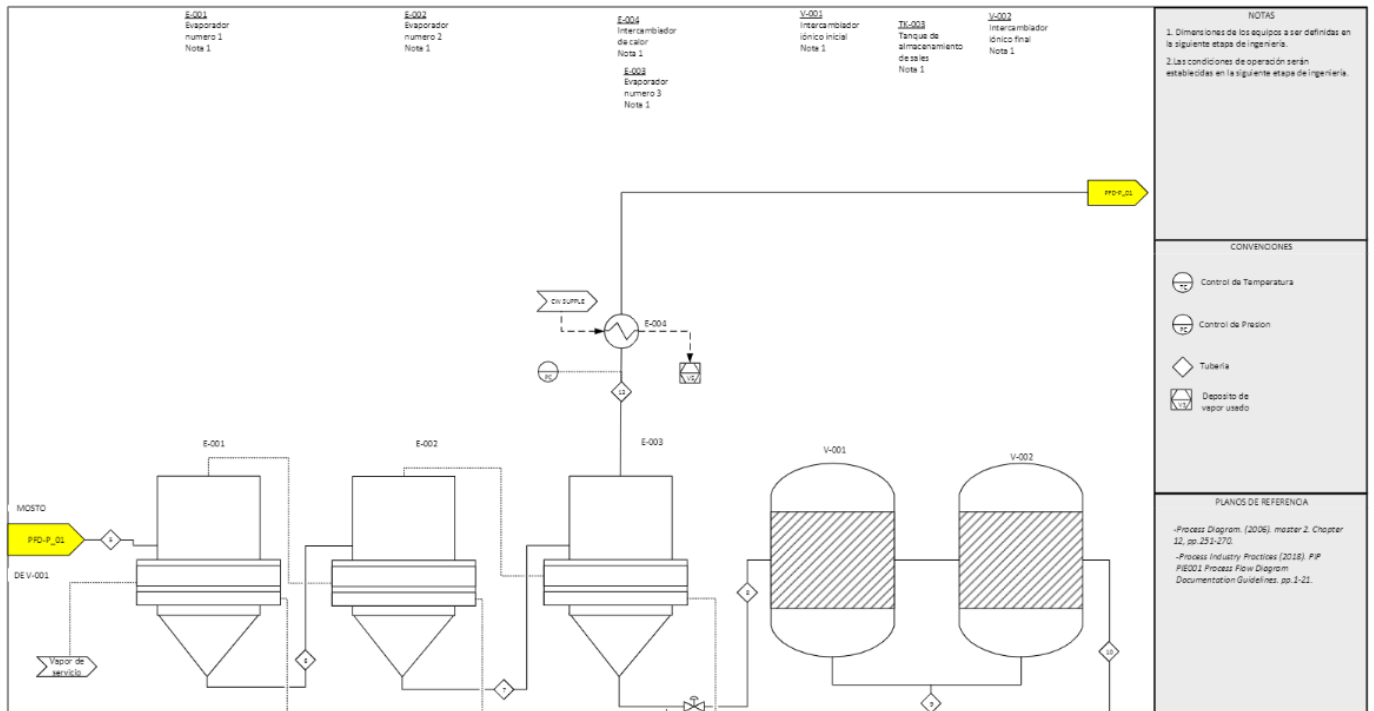 E-001
Evaporador
numero 1
Nota 1
E-002
Evaporador
numero 2
Nota 1
E-004
Intercambiador
de calor
Nota 1
E-003
Evaporador
numero 3
Nota 1
V-001
Intercambiador
iónico inicial
Nota 1
TK-003
Tanque de
almacenamiento
de sales
Nota 1
V-002
Intercambiador
iónico final
Nota 1
NOTAS
1. Dimensiones de los equipos a ser definidas en
la siguiente etapa de ingeniería.
2.Las condiciones de operación serán
establecidas en la siguiente etapa de ingeniería.
PFD-P_01
CONVENCIONES
TC
Control de Temperatura
PC
Control de Presion
Tubería
VS
Deposito de
vapor usado
CW SUPPLE
E-004
PC
VS
12
E-001
E-002
E-003
V-001
V-002
PLANOS DE REFERENCIA
-Process Diagram. (2006). master 2. Chapter
12, pp.251-270.
-Process Industry Practices (2018). PIP
PIE001 Process Flow Diagram
Documentation Guidelines. pp.1-21.
MOSTO
PFD-P_01
5
DE V-001
Vapor de
servicio
6
7
8
9
10